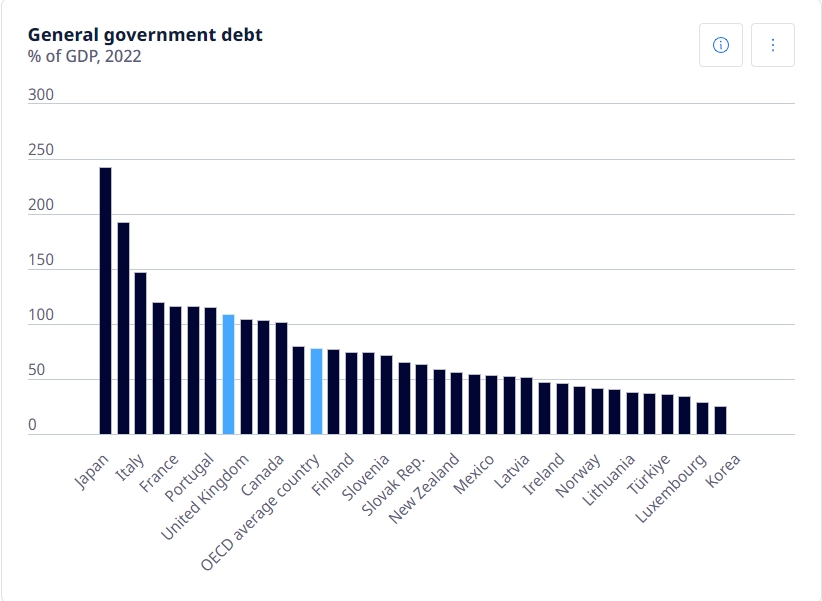 General government debt
% of GDP, 2022
300
250
200
150
100
50
0
Japan
Italy
France
Portugal
United Kingdom
Canada
OECD average country
Finland
Slovenia
Slovak Rep.
New Zealand
Mexico
Latvia
Ireland
Norway
Lithuania
Türkiye
Luxembourg
Korea